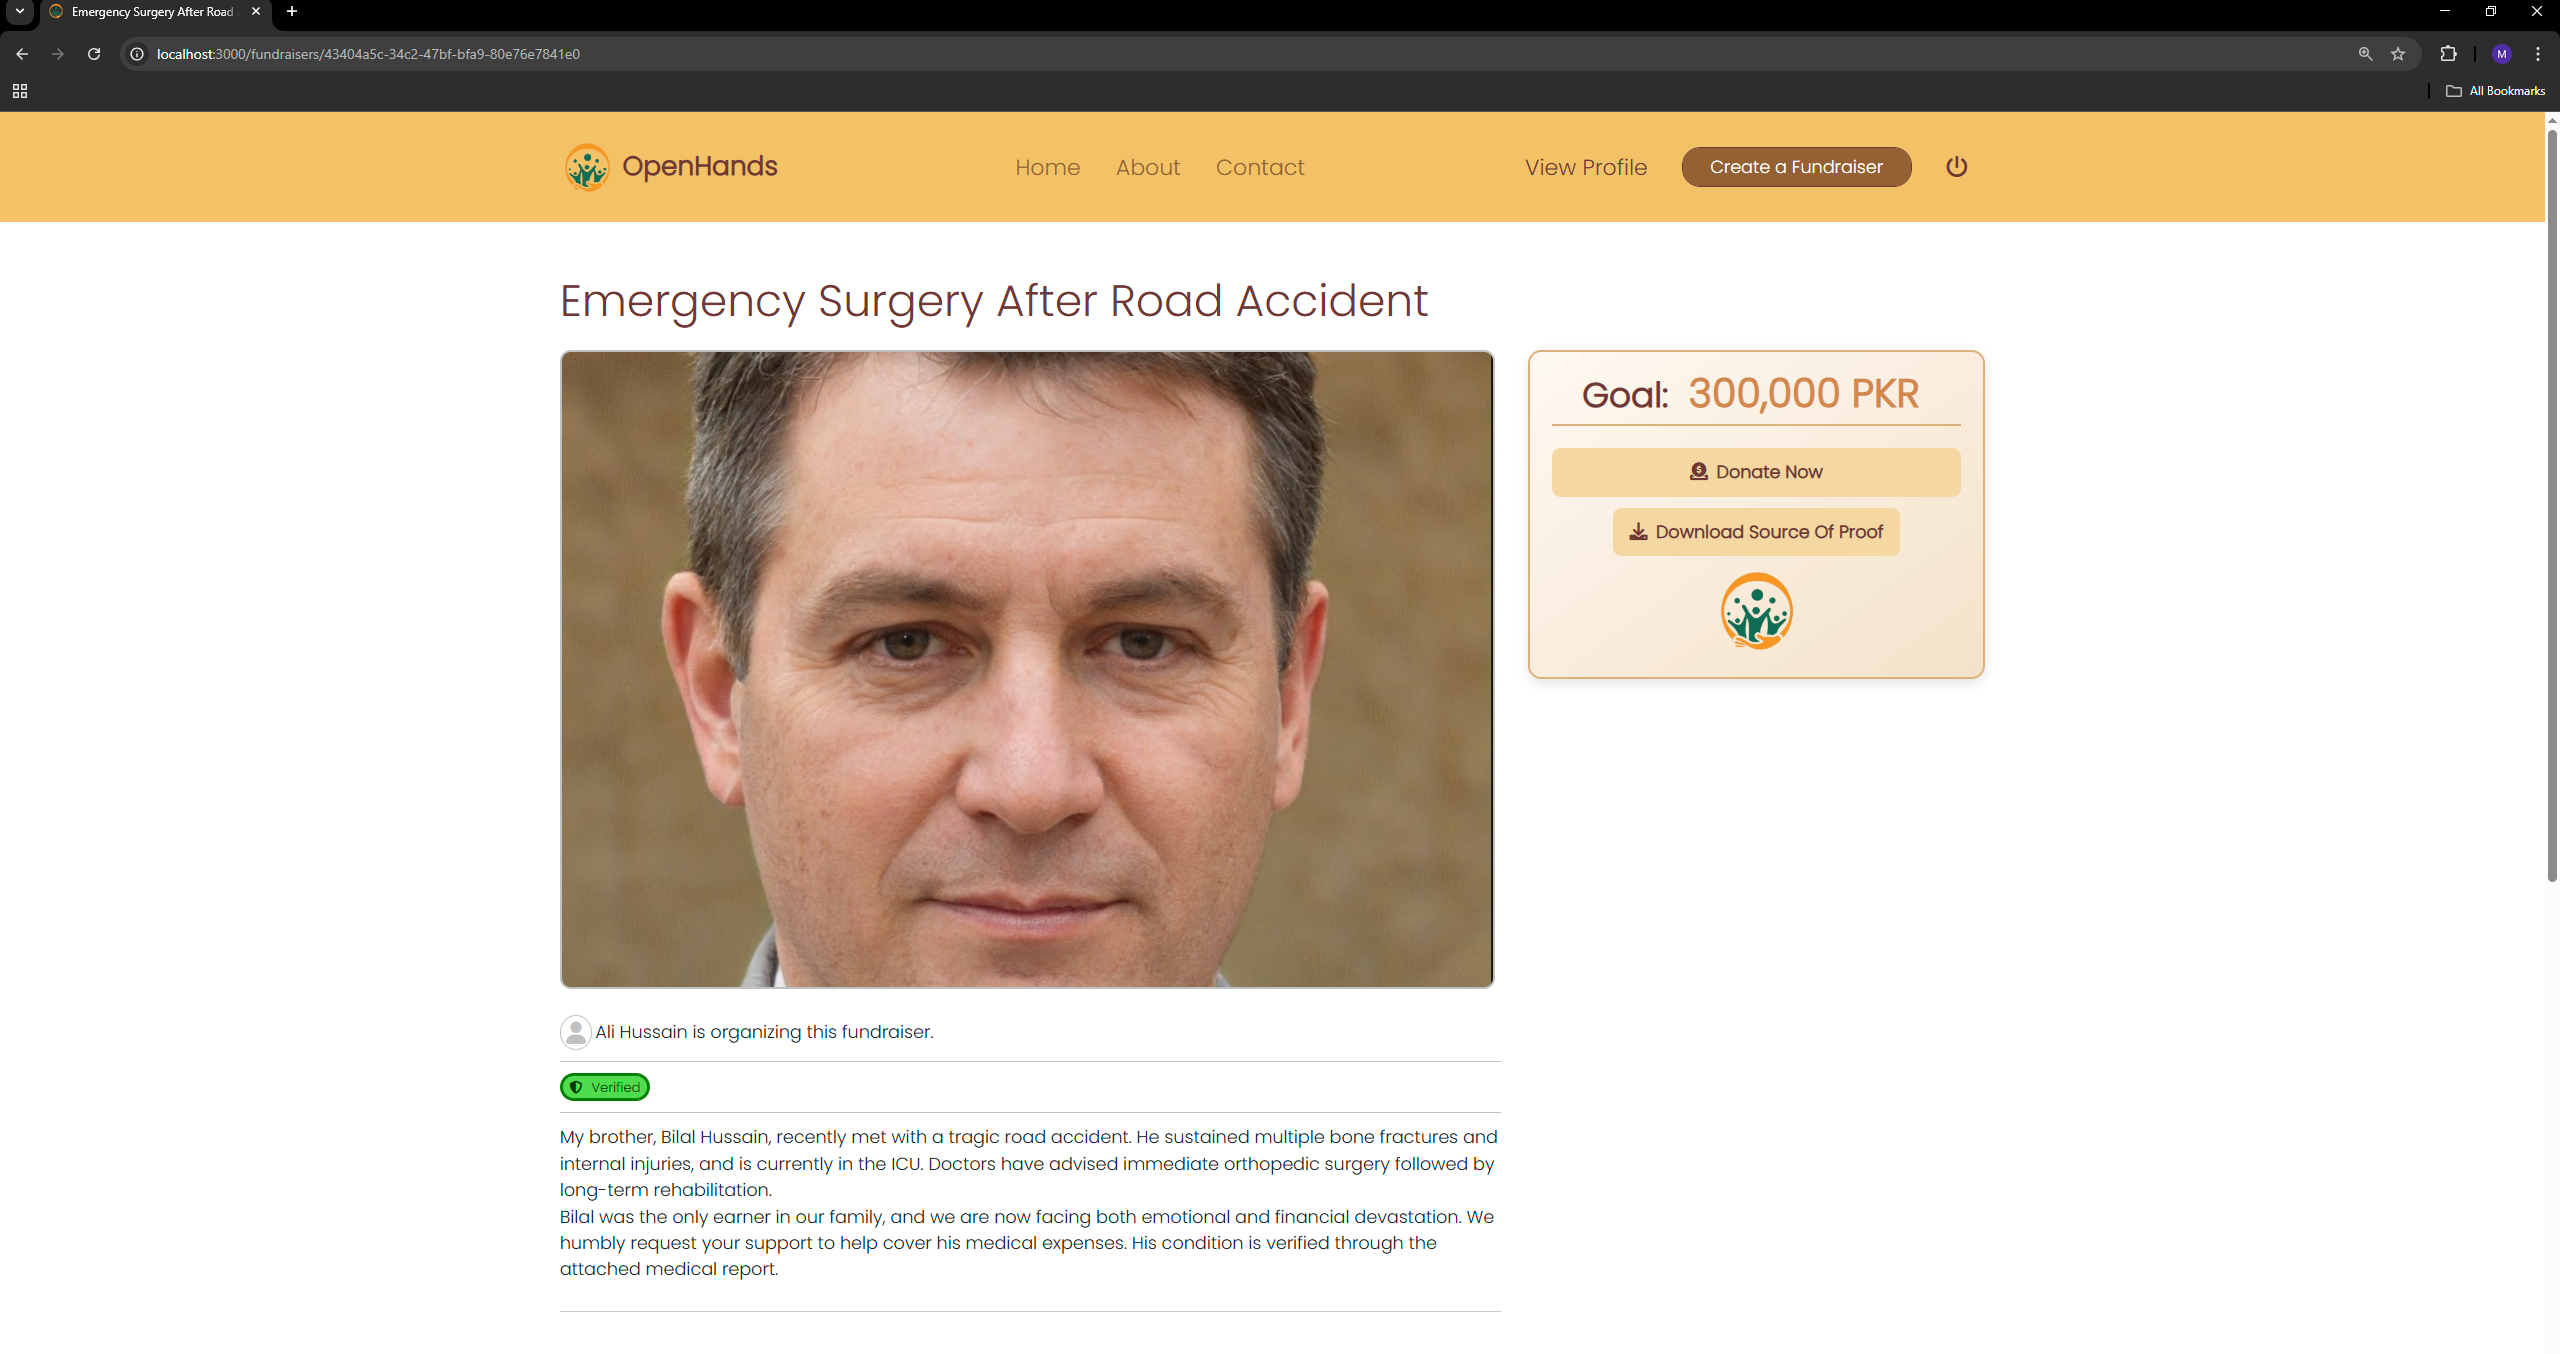 Emergency Surgery After Road
localhost:3000/fundraisers/43404a5c-34c2-47bf-bfa9-80e76e7841e0
M
All Bookmarks
OpenHands
Home
About
Contact
View Profile
Create a Fundraiser
Emergency Surgery After Road Accident
Goal: 300,000 PKR
Donate Now
Download Source Of Proof
Ali Hussain is organizing this fundraiser.
Verified
My brother, Bilal Hussain, recently met with a tragic road accident. He sustained multiple bone fractures and
internal injuries, and is currently in the ICU. Doctors have advised immediate orthopedic surgery followed by
long-term rehabilitation.
Bilal was the only earner in our family, and we are now facing both emotional and financial devastation. We
humbly request your support to help cover his medical expenses. His condition is verified through the
attached medical report.